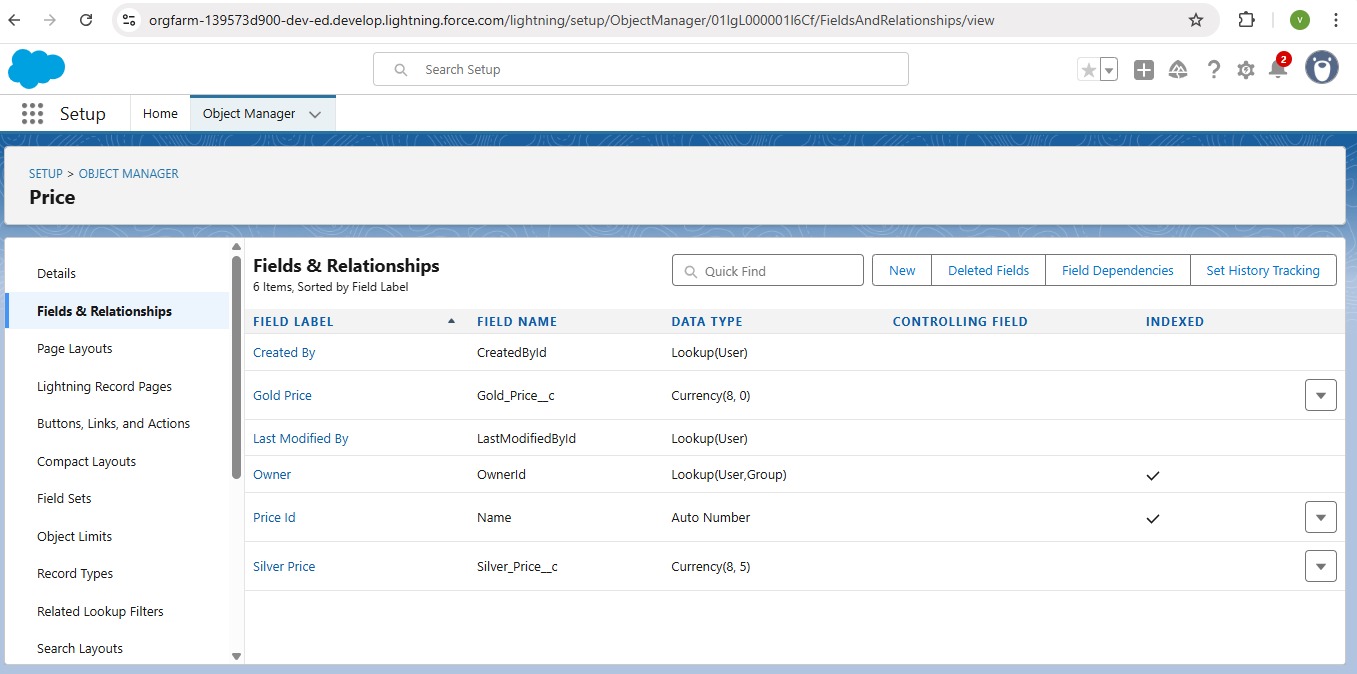 orgfarm-139573d900-dev-ed.develop.lightning.force.com/lightning/setup/ObjectManager/01IgL000001I6Cf/FieldsAndRelationships/view
V
Search Setup
2
Setup
Home
Object Manager
SETUP > OBJECT MANAGER
Price
Details
Fields & Relationships
Page Layouts
Lightning Record Pages
Buttons, Links, and Actions
Compact Layouts
Field Sets
Object Limits
Record Types
Related Lookup Filters
Search Layouts
Fields & Relationships
6 Items, Sorted by Field Label
Quick Find
New
Deleted Fields
Field Dependencies
Set History Tracking
FIELD LABEL FIELD NAME DATA TYPE CONTROLLING FIELD INDEXED
Created By CreatedById Lookup(User)
Gold Price Gold_Price__c Currency(8, 0)
Last Modified By LastModifiedById Lookup(User)
Owner OwnerId Lookup(User,Group)
Price Id Name Auto Number
Silver Price Silver_Price__c Currency(8, 5)